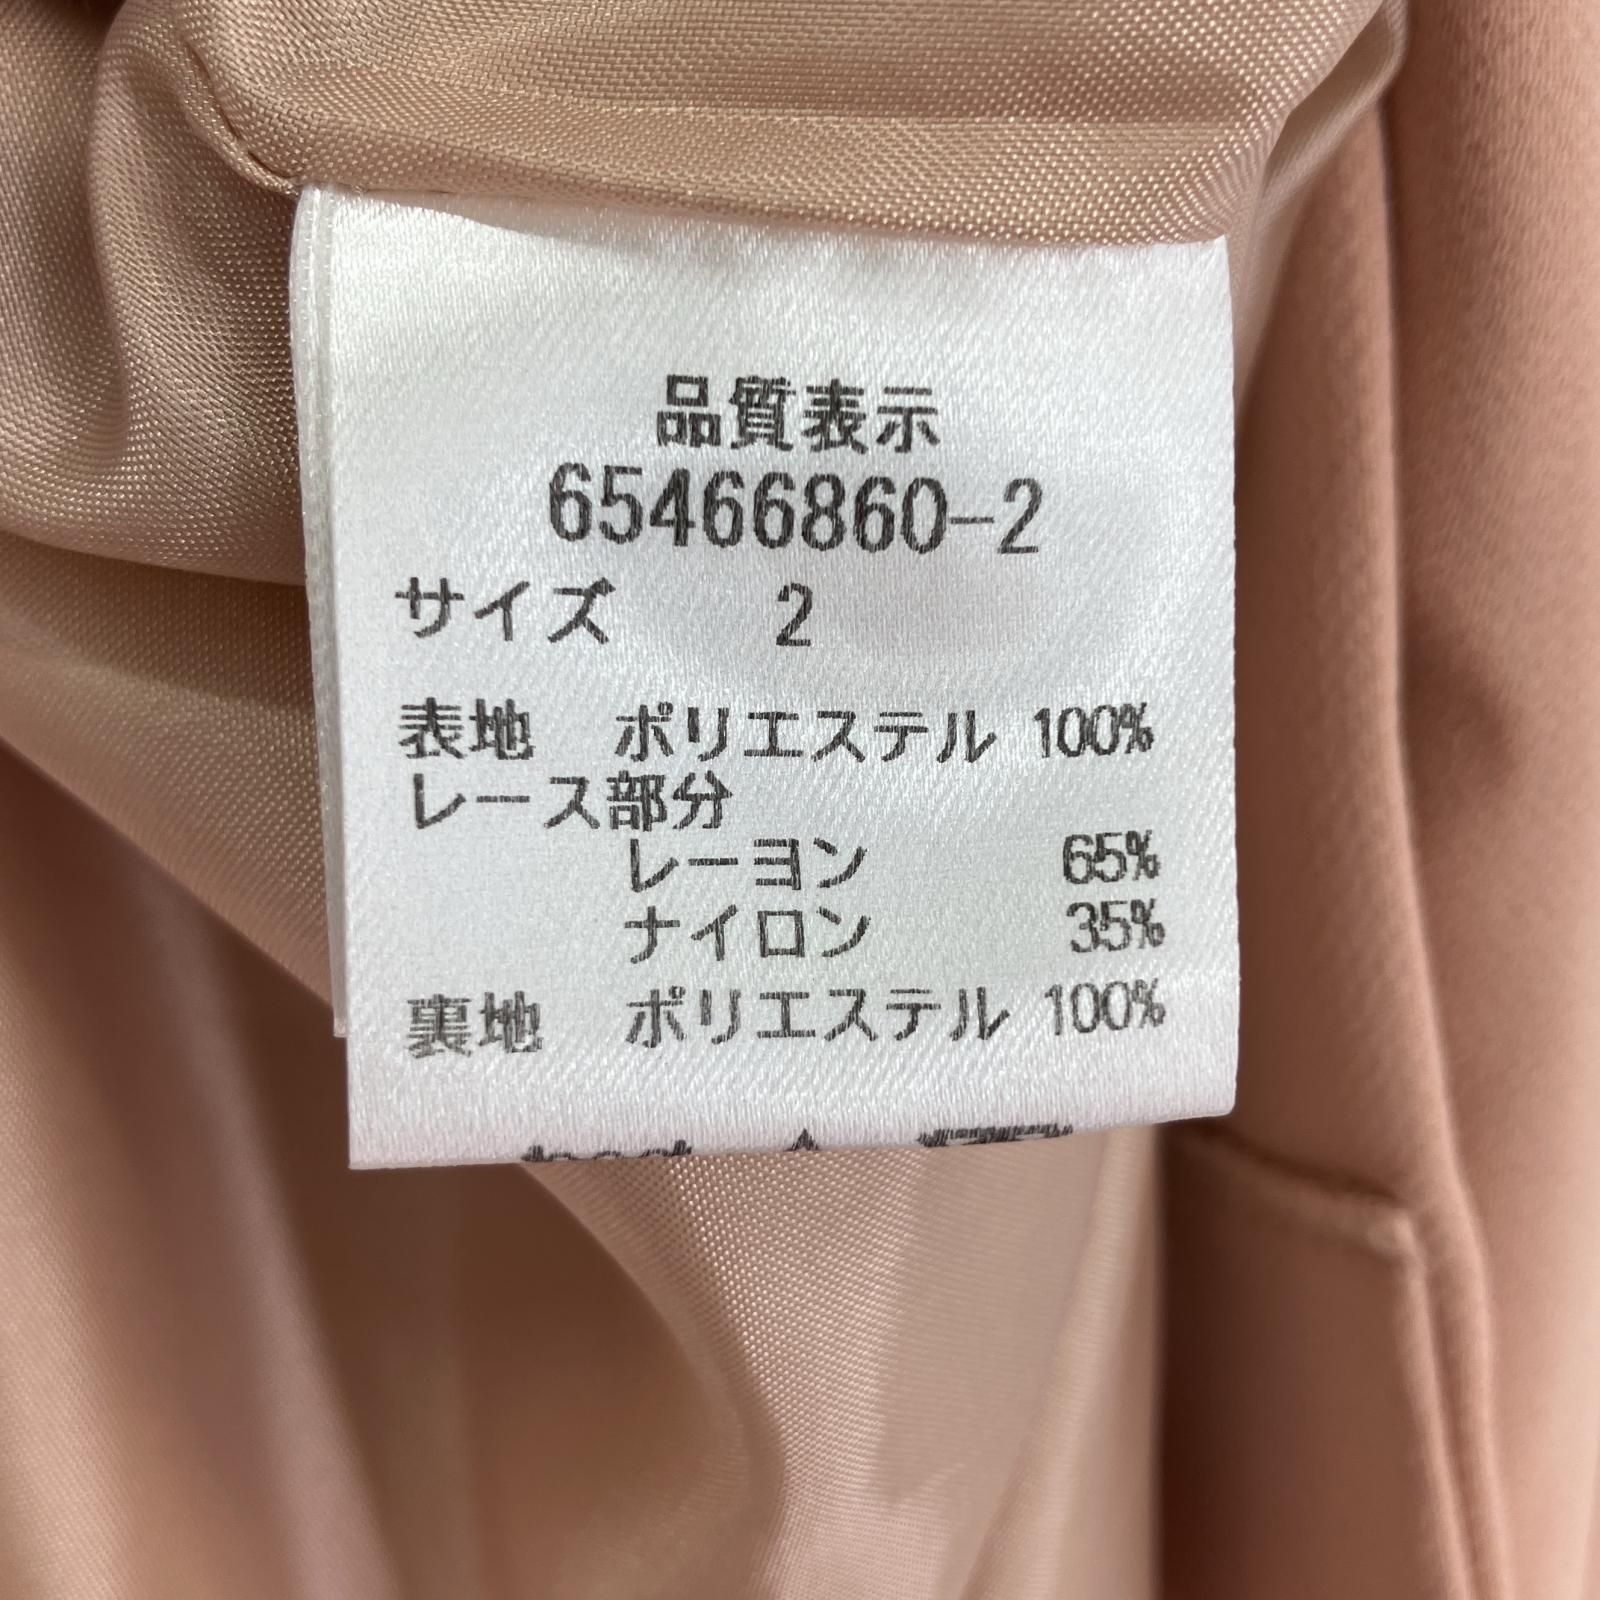 品質表示
65466860-2
サイズ 2
表地 ポリエステル 100%
レース部分
レーヨン 65%
ナイロン 35%
裏地 ポリエステル 100%